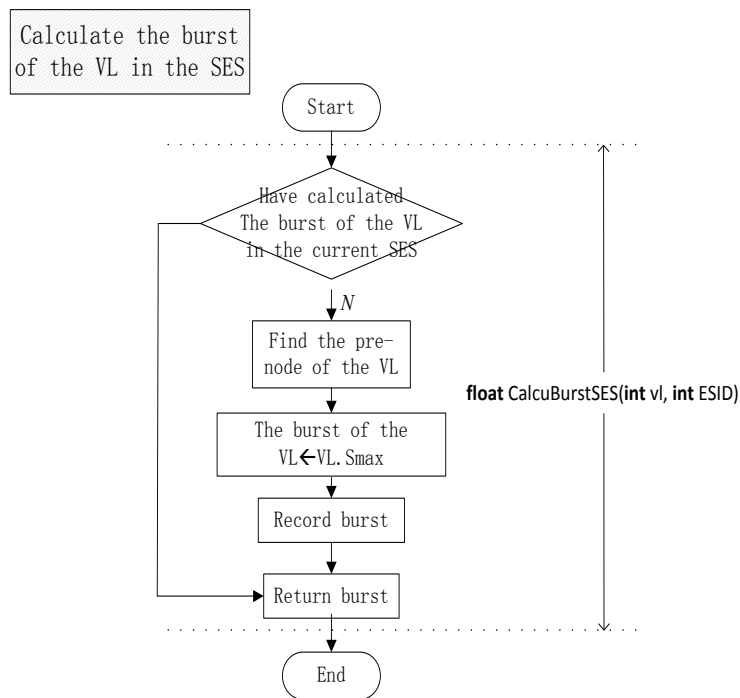 Calculate the burst
of the VL in the SES
Start
Have calculated
The burst of the VL
in the current SES
N
Find the pre-
node of the VL
The burst of the
VL←VL.Smax
Record burst
Return burst
End
float CalcuBurstSES(int vl, int ESID)